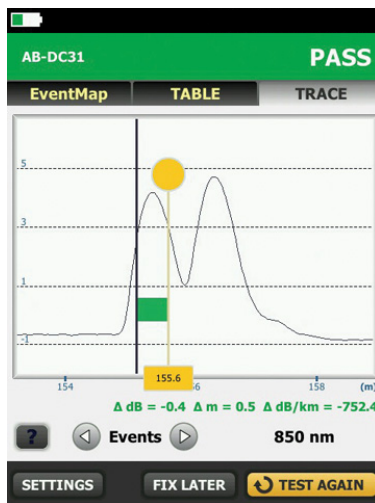 AB-DC31 PASS
EventMap TABLE TRACE
5
3
1
-1
155.6
154 158 (m)
Δ dB = -0.4 Δ m = 0.5 Δ dB/km = -752.4
? Events 850 nm
SETTINGS FIX LATER TEST AGAIN